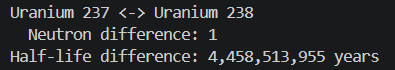 Uranium 237 <-> Uranium 238
Neutron difference: 1
Half-life difference: 4,458,513,955 years